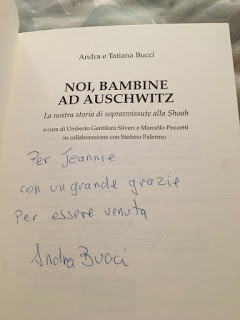 Andra e Tatiana Bucci
NOI, BAMBINE
AD AUSCHWITZ
La nostra storia di sopravvissute alla Shoah
a cura di Umberto Gentiloni Silveri e Marcello Pezzetti
in collaborazione con Stefano Palermo
Per Jeannie
con un grande grazie
per essere venuta
Andra Bucci